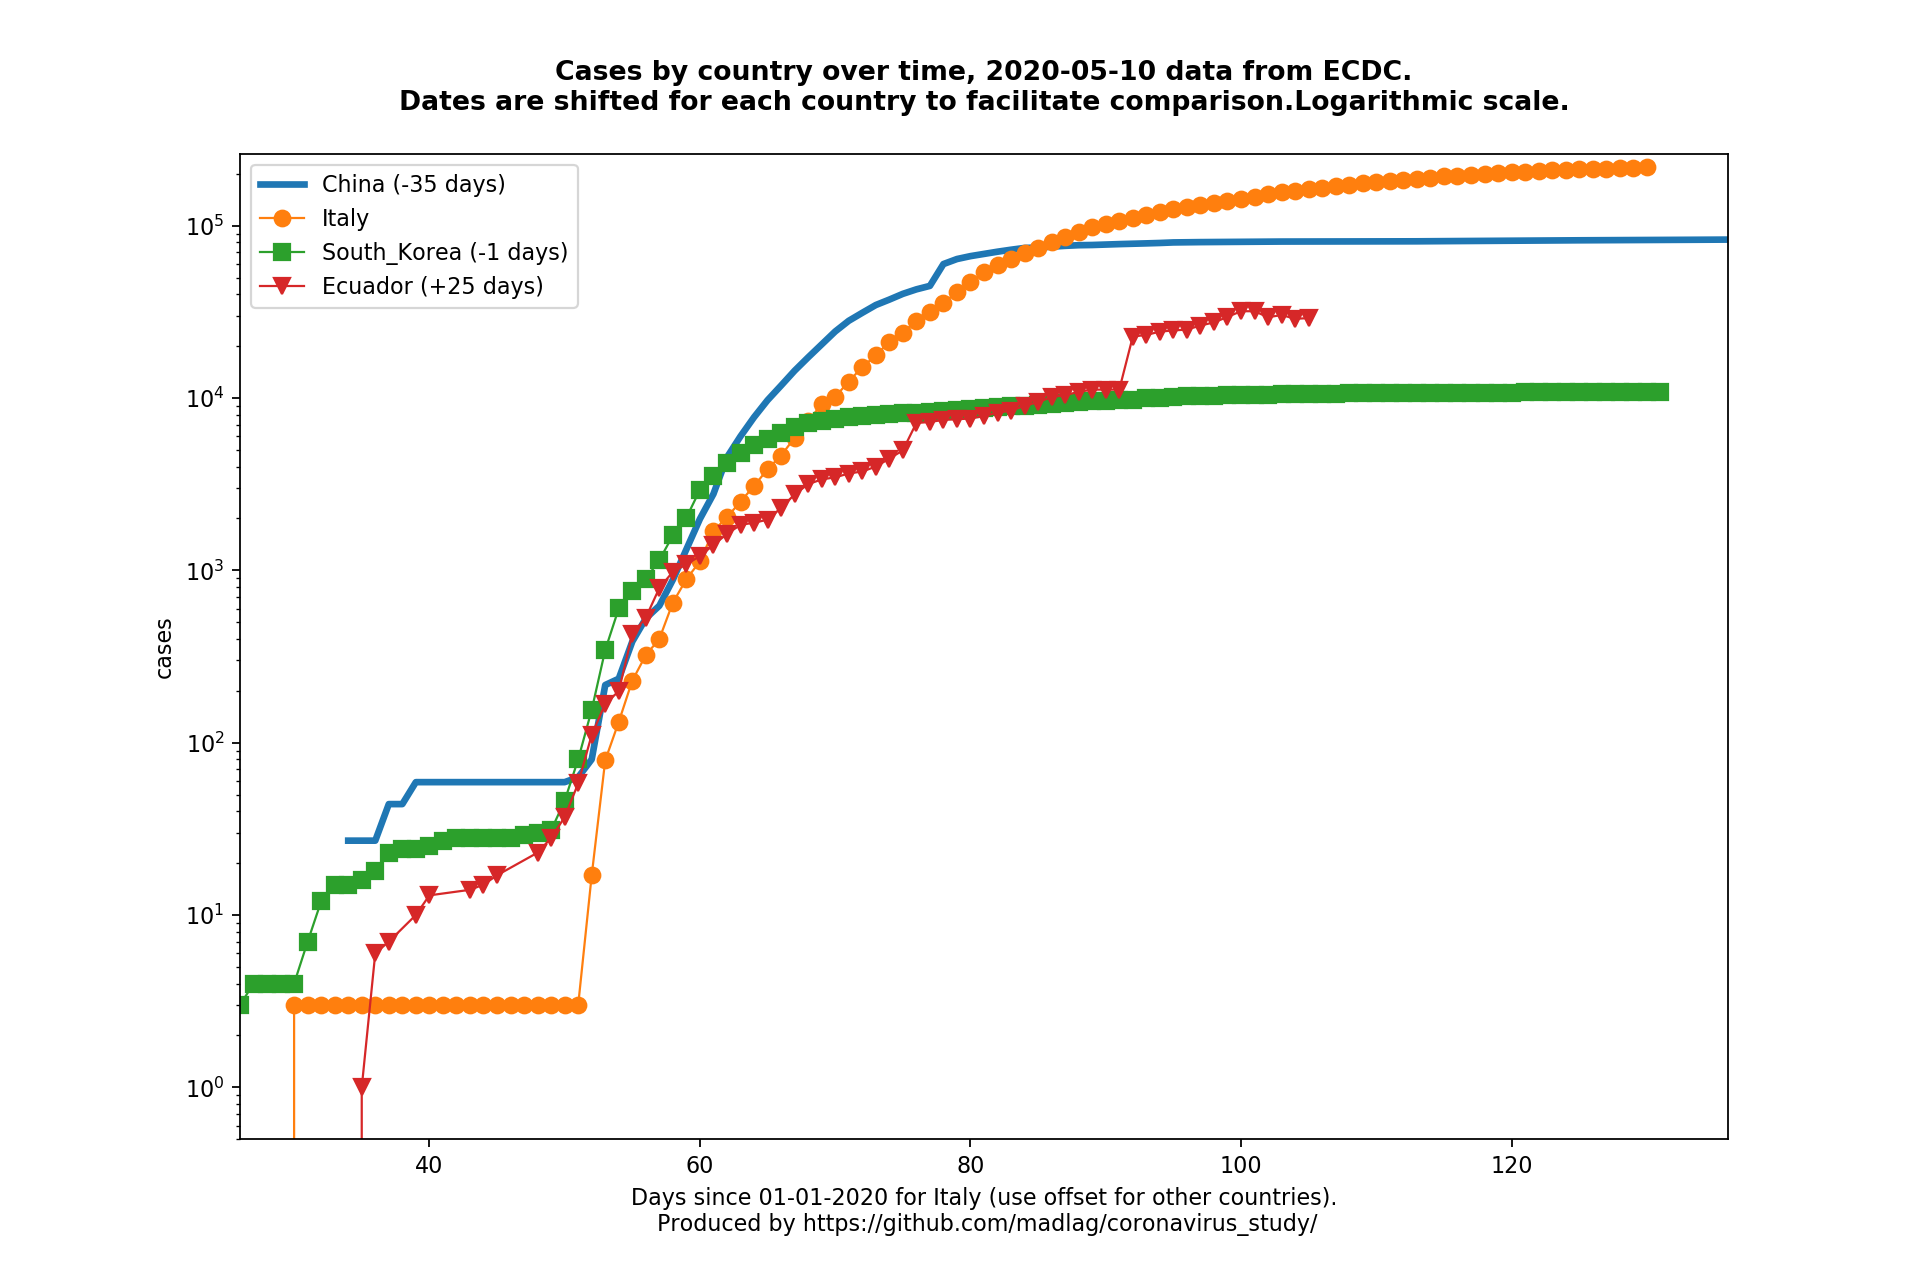 Cases by country over time, 2020-05-10 data from ECDC.
Dates are shifted for each country to facilitate comparison.Logarithmic scale.
China (-35 days)
Italy
South_Korea (-1 days)
Ecuador (+25 days)
10^5
10^4
10^3
10^2
10^1
10^0
cases
40 60 80 100 120
Days since 01-01-2020 for Italy (use offset for other countries).
Produced by https://github.com/madlag/coronavirus_study/